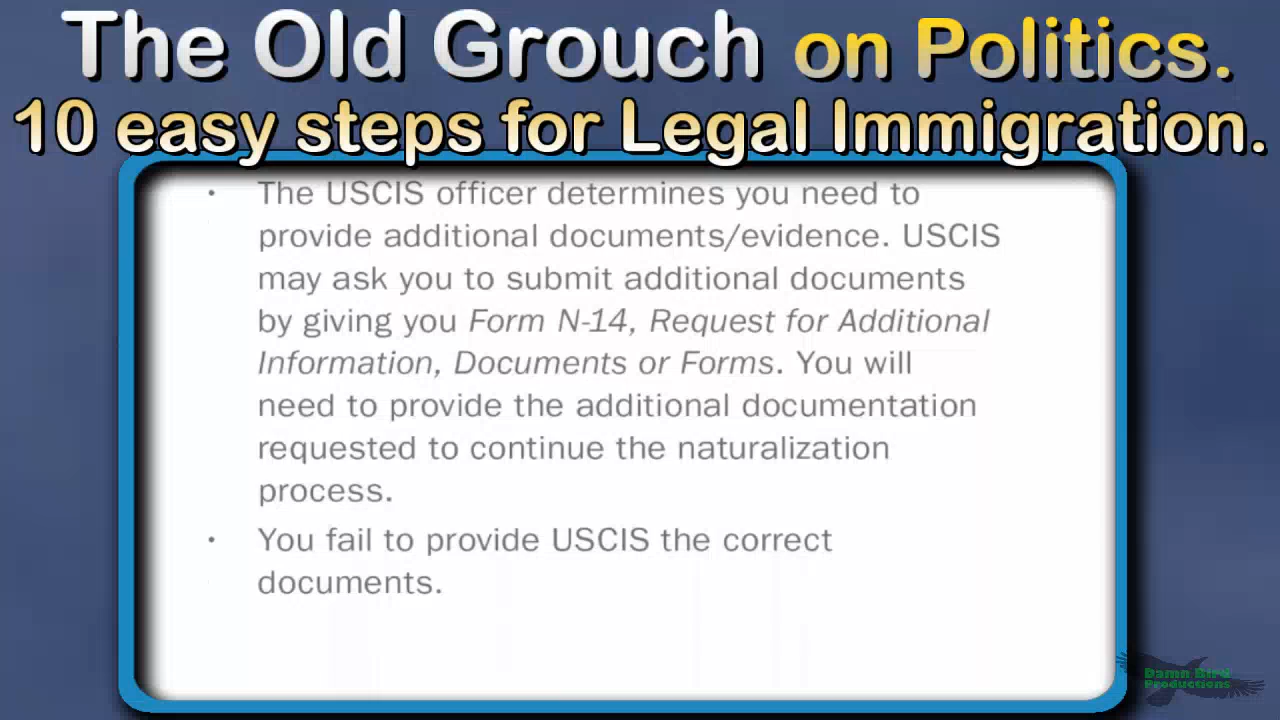 The Old Grouch on Politics.
10 easy steps for Legal Immigration.
• The USCIS officer determines you need to
provide additional documents/evidence. USCIS
may ask you to submit additional documents
by giving you Form N-14, Request for Additional
Information, Documents or Forms. You will
need to provide the additional documentation
requested to continue the naturalization
process.
• You fail to provide USCIS the correct
documents.
Damn Bird
Productions